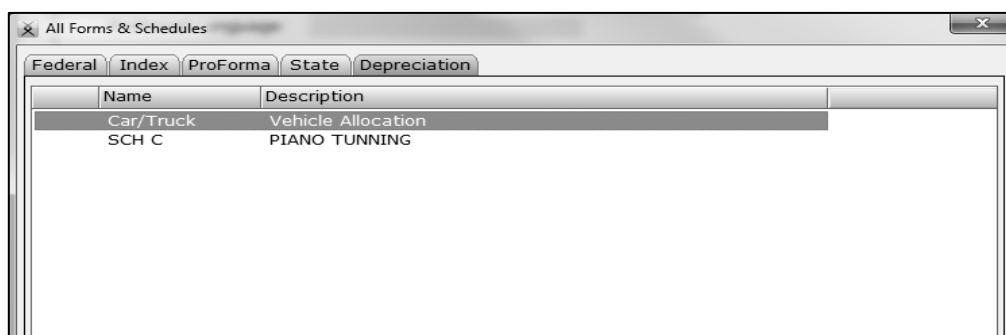 All Forms & Schedules
Federal Index ProForma State Depreciation
Name Description
Car/Truck Vehicle Allocation
SCH C PIANO TUNNING